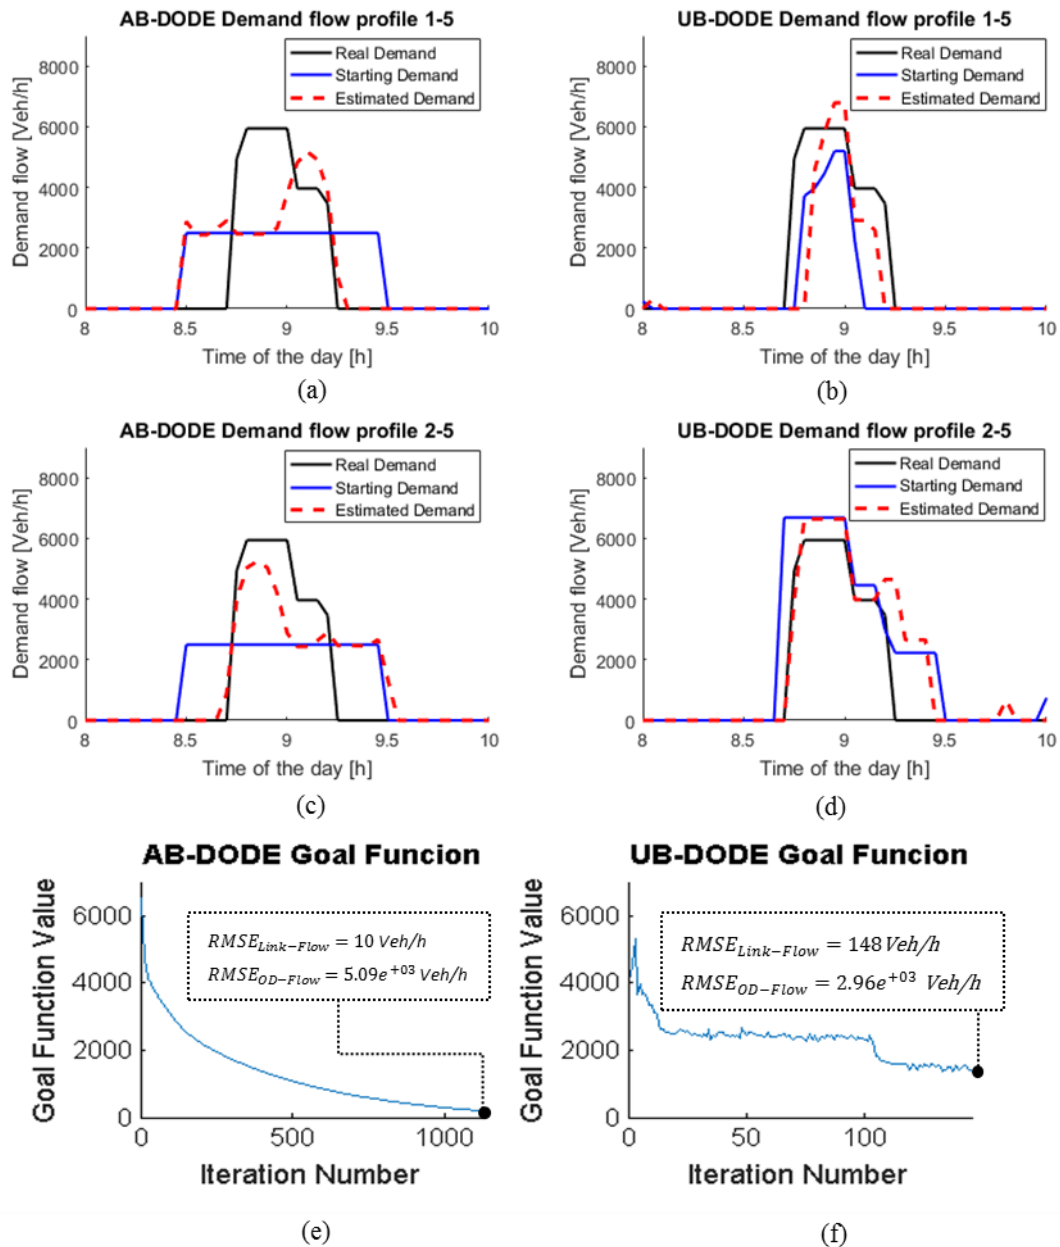 AB-DODE Demand flow profile 1-5
Demand flow [Veh/h]
8000
6000
4000
2000
0
Real Demand
Starting Demand
Estimated Demand
8 8.5 9 9.5 10
Time of the day [h]
(a)
UB-DODE Demand flow profile 1-5
Demand flow [Veh/h]
8000
6000
4000
2000
0
Real Demand
Starting Demand
Estimated Demand
8 8.5 9 9.5 10
Time of the day [h]
(b)
AB-DODE Demand flow profile 2-5
Demand flow [Veh/h]
8000
6000
4000
2000
0
Real Demand
Starting Demand
Estimated Demand
8 8.5 9 9.5 10
Time of the day [h]
(c)
UB-DODE Demand flow profile 2-5
Demand flow [Veh/h]
8000
6000
4000
2000
0
Real Demand
Starting Demand
Estimated Demand
8 8.5 9 9.5 10
Time of the day [h]
(d)
AB-DODE Goal Funcion
Goal Function Value
6000
4000
2000
0
RMSE_{Link-Flow} = 10 Veh/h
RMSE_{OD-Flow} = 5.09e^{+03} Veh/h
0 500 1000
Iteration Number
(e)
UB-DODE Goal Funcion
Goal Function Value
6000
4000
2000
0
RMSE_{Link-Flow} = 148 Veh/h
RMSE_{OD-Flow} = 2.96e^{+03} Veh/h
0 50 100
Iteration Number
(f)